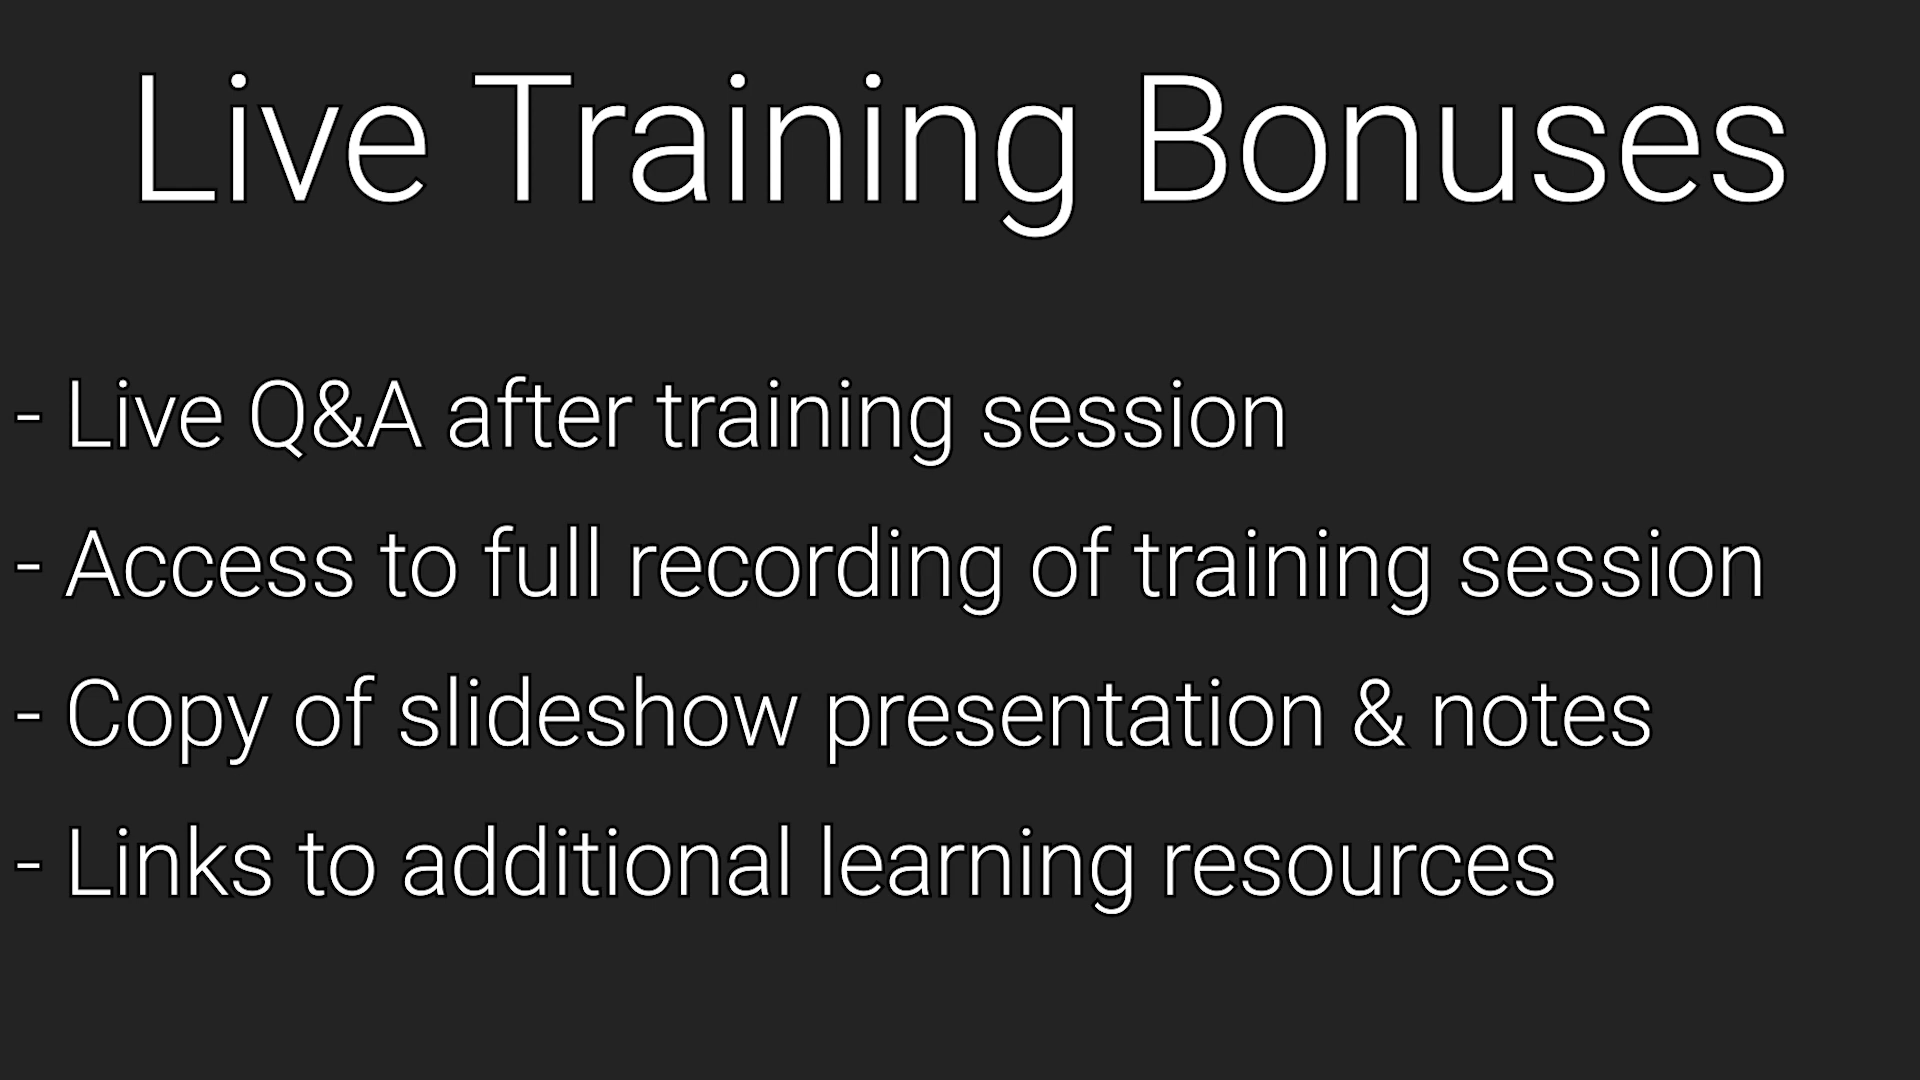 Live Training Bonuses
- Live Q&A after training session
- Access to full recording of training session
- Copy of slideshow presentation & notes
- Links to additional learning resources